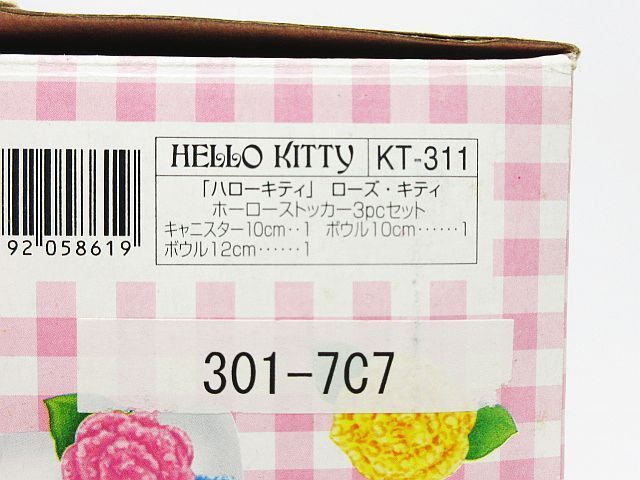 HELLO KITTY KT-311
「ハローキティ」 ローズ・キティ
ホーローストッカー3pcセット
キャニスター10cm‥1 ボウル10cm……1
ボウル12cm……1
92 058619
301-7C7